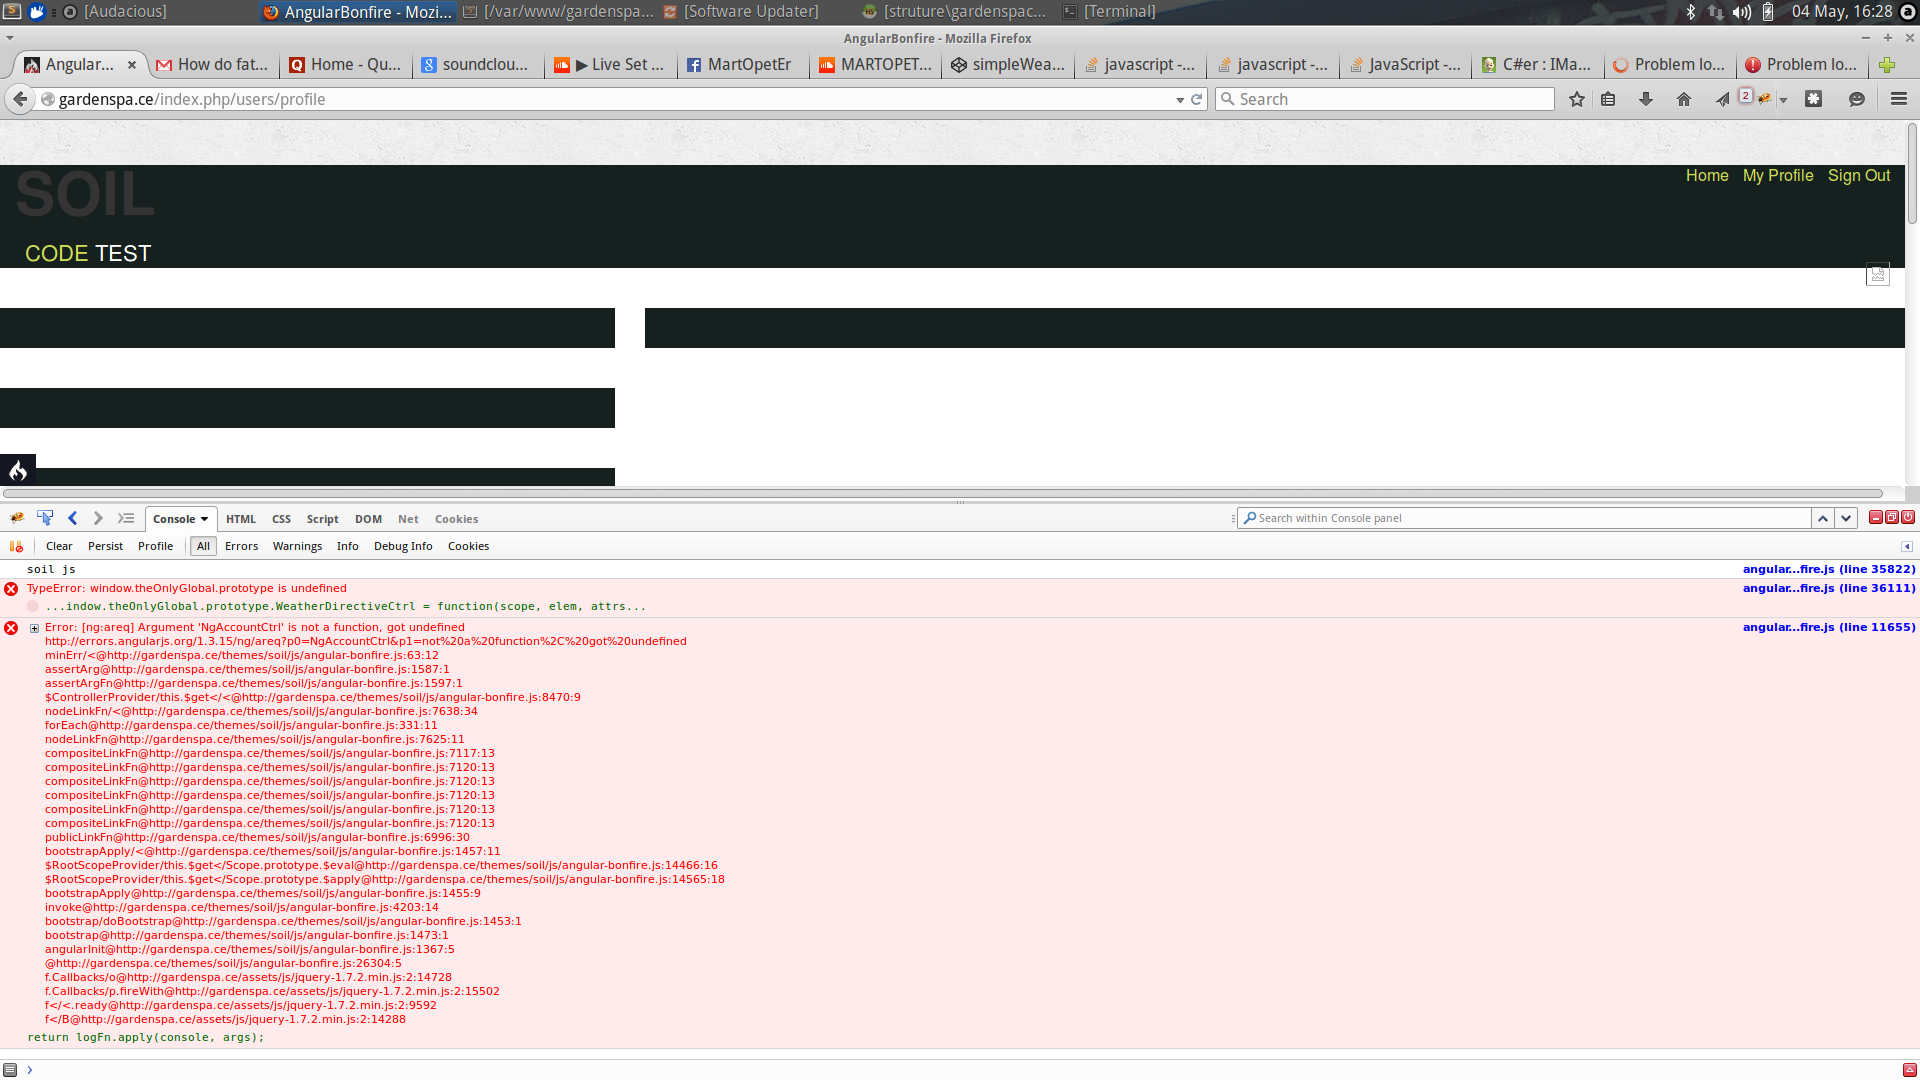 [Audacious] AngularBonfire - Mozi... [/var/www/gardenspa... [Software Updater] [struture\gardenspac... [Terminal] 04 May, 16:28
AngularBonfire - Mozilla Firefox
Angular... How do fat... Home - Qu... soundclou... ▶ Live Set ... MartOpetEr MARTOPET... simpleWea... javascript -... javascript -... JavaScript -... C#er : IMa... Problem lo... Problem lo...
gardenspa.ce/index.php/users/profile Search 2
SOIL Home My Profile Sign Out
CODE TEST
Console HTML CSS Script DOM Net Cookies Search within Console panel
Clear Persist Profile All Errors Warnings Info Debug Info Cookies
soil js angular...fire.js (line 35822)
TypeError: window.theOnlyGlobal.prototype is undefined angular...fire.js (line 36111)
...indow.theOnlyGlobal.prototype.WeatherDirectiveCtrl = function(scope, elem, attrs...
Error: [ng:areq] Argument 'NgAccountCtrl' is not a function, got undefined angular...fire.js (line 11655)
http://errors.angularjs.org/1.3.15/ng/areq?p0=NgAccountCtrl&p1=not%20a%20function%2C%20got%20undefined
minErr/<@http://gardenspa.ce/themes/soil/js/angular-bonfire.js:63:12
assertArg@http://gardenspa.ce/themes/soil/js/angular-bonfire.js:1587:1
assertArgFn@http://gardenspa.ce/themes/soil/js/angular-bonfire.js:1597:1
$ControllerProvider/this.$get</<@http://gardenspa.ce/themes/soil/js/angular-bonfire.js:8470:9
nodeLinkFn/<@http://gardenspa.ce/themes/soil/js/angular-bonfire.js:7638:34
forEach@http://gardenspa.ce/themes/soil/js/angular-bonfire.js:331:11
nodeLinkFn@http://gardenspa.ce/themes/soil/js/angular-bonfire.js:7625:11
compositeLinkFn@http://gardenspa.ce/themes/soil/js/angular-bonfire.js:7117:13
compositeLinkFn@http://gardenspa.ce/themes/soil/js/angular-bonfire.js:7120:13
compositeLinkFn@http://gardenspa.ce/themes/soil/js/angular-bonfire.js:7120:13
compositeLinkFn@http://gardenspa.ce/themes/soil/js/angular-bonfire.js:7120:13
compositeLinkFn@http://gardenspa.ce/themes/soil/js/angular-bonfire.js:7120:13
compositeLinkFn@http://gardenspa.ce/themes/soil/js/angular-bonfire.js:7120:13
publicLinkFn@http://gardenspa.ce/themes/soil/js/angular-bonfire.js:6996:30
bootstrapApply/<@http://gardenspa.ce/themes/soil/js/angular-bonfire.js:1457:11
$RootScopeProvider/this.$get</Scope.prototype.$eval@http://gardenspa.ce/themes/soil/js/angular-bonfire.js:14466:16
$RootScopeProvider/this.$get</Scope.prototype.$apply@http://gardenspa.ce/themes/soil/js/angular-bonfire.js:14565:18
bootstrapApply@http://gardenspa.ce/themes/soil/js/angular-bonfire.js:1455:9
invoke@http://gardenspa.ce/themes/soil/js/angular-bonfire.js:4203:14
bootstrap/doBootstrap@http://gardenspa.ce/themes/soil/js/angular-bonfire.js:1453:1
bootstrap@http://gardenspa.ce/themes/soil/js/angular-bonfire.js:1473:1
angularInit@http://gardenspa.ce/themes/soil/js/angular-bonfire.js:1367:5
@http://gardenspa.ce/themes/soil/js/angular-bonfire.js:26304:5
f.Callbacks/o@http://gardenspa.ce/assets/js/jquery-1.7.2.min.js:2:14728
f.Callbacks/p.fireWith@http://gardenspa.ce/assets/js/jquery-1.7.2.min.js:2:15502
f</<.ready@http://gardenspa.ce/assets/js/jquery-1.7.2.min.js:2:9592
f</B@http://gardenspa.ce/assets/js/jquery-1.7.2.min.js:2:14288
return logFn.apply(console, args);